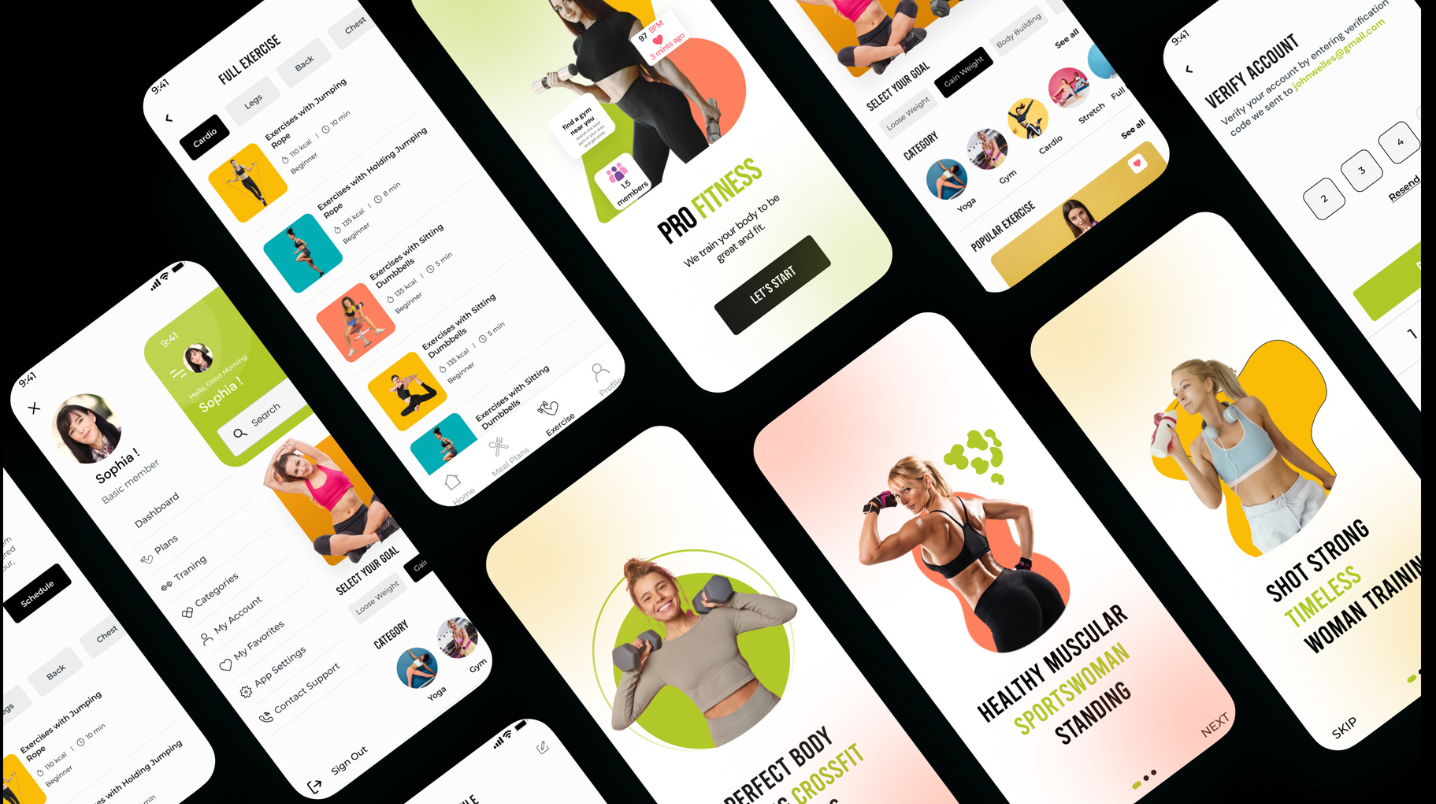 9:41
FULL EXERCISE
Cardio
Legs
Back
Chest
Exercises with Jumping
Rope
110 kcal | 10 min
Beginner
Exercises with Holding Jumping
Rope
135 kcal | 8 min
Beginner
Exercises with Sitting
Dumbbells
135 kcal | 5 min
Beginner
Exercises with Sitting
Dumbbells
135 kcal | 5 min
Beginner
Exercises with Sitting
Dumbbells
Home
Meal Plans
Exercise
Profile
97 BFM
3 mints ago
find a gym
near you
1.5
members
PRO FITNESS
We train your body to be
great and fit.
LET'S START
SELECT YOUR GOAL
Loose Weight
Gain Weight
Body Building
See all
CATEGORY
Yoga
Gym
Cardio
Stretch
Full
See all
POPULAR EXERCISE
9:41
VERIFY ACCOUNT
Verify your account by entering verification
code we sent to johnwelles@gmail.com
2
3
4
Resend
1
9:41
Sophia !
Basic member
Dashboard
Plans
Traning
Categories
My Account
My Favorites
App Settings
Contact Support
Sign Out
9:41
Hello, Good Morning
Sophia !
Search
SELECT YOUR GOAL
Loose Weight
CATEGORY
Yoga
Gym
Schedule
Back
Chest
Exercises with Jumping
Rope
110 kcal | 10 min
Beginner
Exercises with Holding Jumping
PERFECT BODY
CROSSFIT
HEALTHY MUSCULAR
SPORTSWOMAN
STANDING
NEXT
SHOT STRONG
TIMELESS
WOMAN TRAINING
SKIP